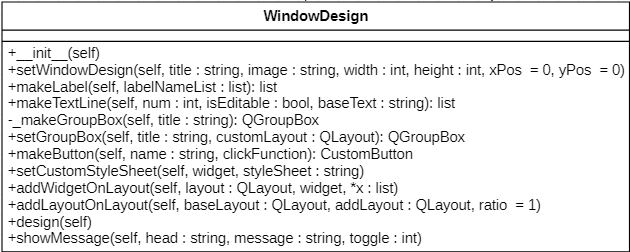 WindowDesign
+__init__(self)
+setWindowDesign(self, title : string, image : string, width : int, height : int, xPos  = 0, yPos  = 0)
+makeLabel(self, labelNameList : list): list
+makeTextLine(self, num : int, isEditable : bool, baseText : string): list
-_makeGroupBox(self, title : string): QGroupBox
+setGroupBox(self, title : string, customLayout : QLayout): QGroupBox
+makeButton(self, name : string, clickFunction): CustomButton
+setCustomStyleSheet(self, widget, styleSheet : string)
+addWidgetOnLayout(self, layout : QLayout, widget, *x : list)
+addLayoutOnLayout(self, baseLayout : QLayout, addLayout : QLayout, ratio  = 1)
+design(self)
+showMessage(self, head : string, message : string, toggle : int)